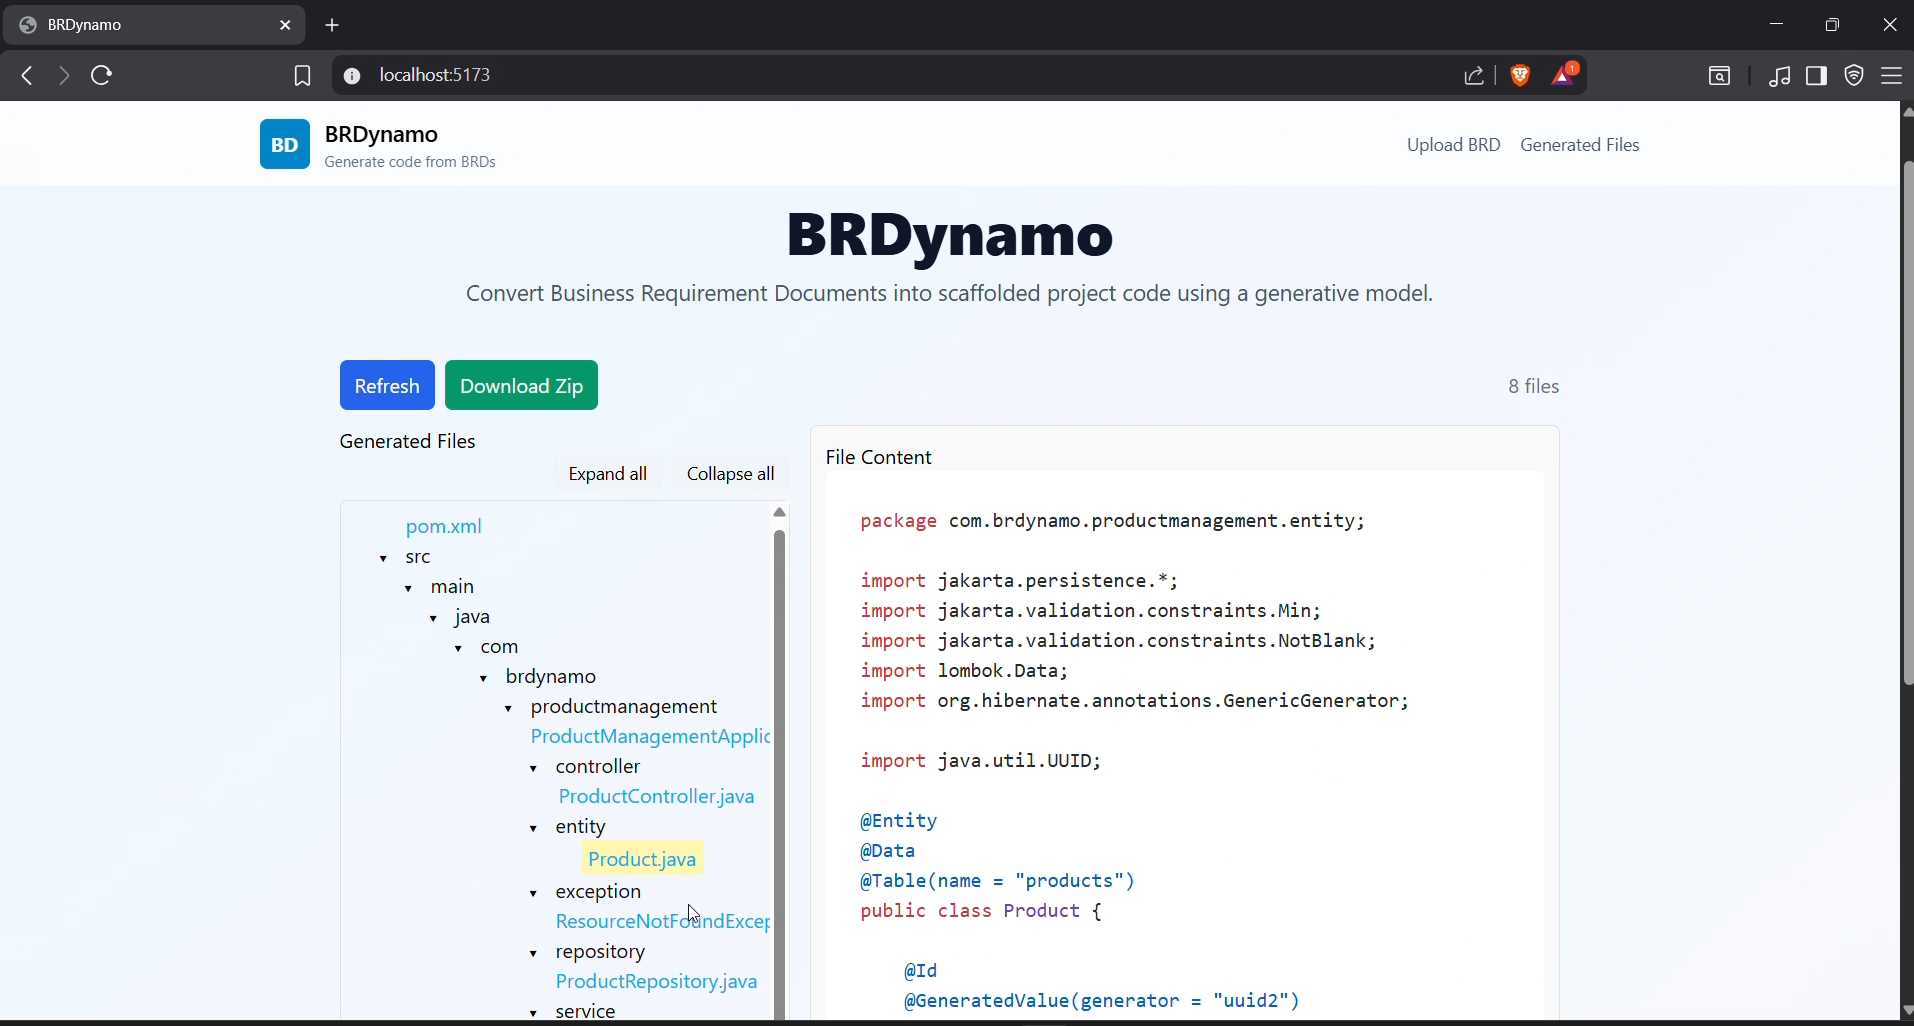 BRDynamo
localhost:5173
1
BD
BRDynamo
Generate code from BRDs
Upload BRD Generated Files
BRDynamo
Convert Business Requirement Documents into scaffolded project code using a generative model.
Refresh Download Zip
8 files
Generated Files
Expand all Collapse all
pom.xml
src
main
java
com
brdynamo
productmanagement
ProductManagementApplic
controller
ProductController.java
entity
Product.java
exception
ResourceNotFoundExcep
repository
ProductRepository.java
service
File Content
package com.brdynamo.productmanagement.entity;
import jakarta.persistence.*;
import jakarta.validation.constraints.Min;
import jakarta.validation.constraints.NotBlank;
import lombok.Data;
import org.hibernate.annotations.GenericGenerator;
import java.util.UUID;
@Entity
@Data
@Table(name = "products")
public class Product {
@Id
@GeneratedValue(generator = "uuid2")